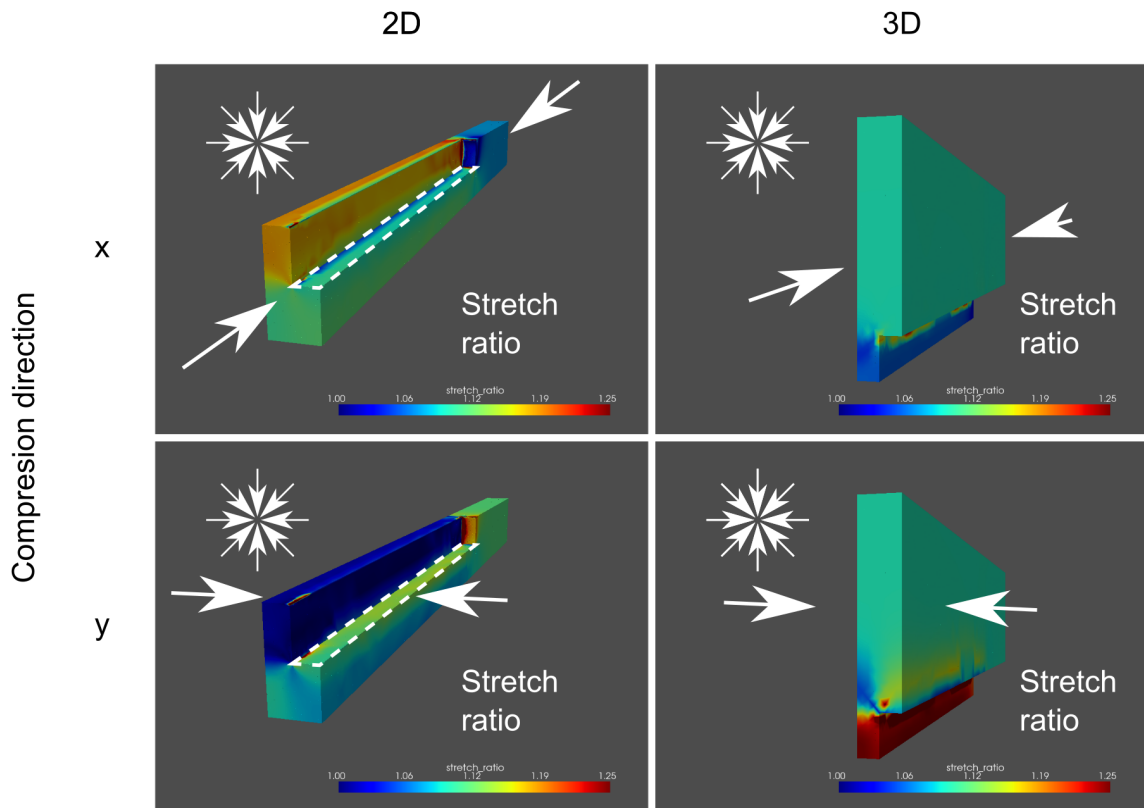 2D
3D
Compresion direction
x
Stretch
ratio
stretch_ratio
1.00 1.06 1.12 1.19 1.25
Stretch
ratio
stretch_ratio
1.00 1.06 1.12 1.19 1.25
y
Stretch
ratio
stretch_ratio
1.00 1.06 1.12 1.19 1.25
Stretch
ratio
stretch_ratio
1.00 1.06 1.12 1.19 1.25